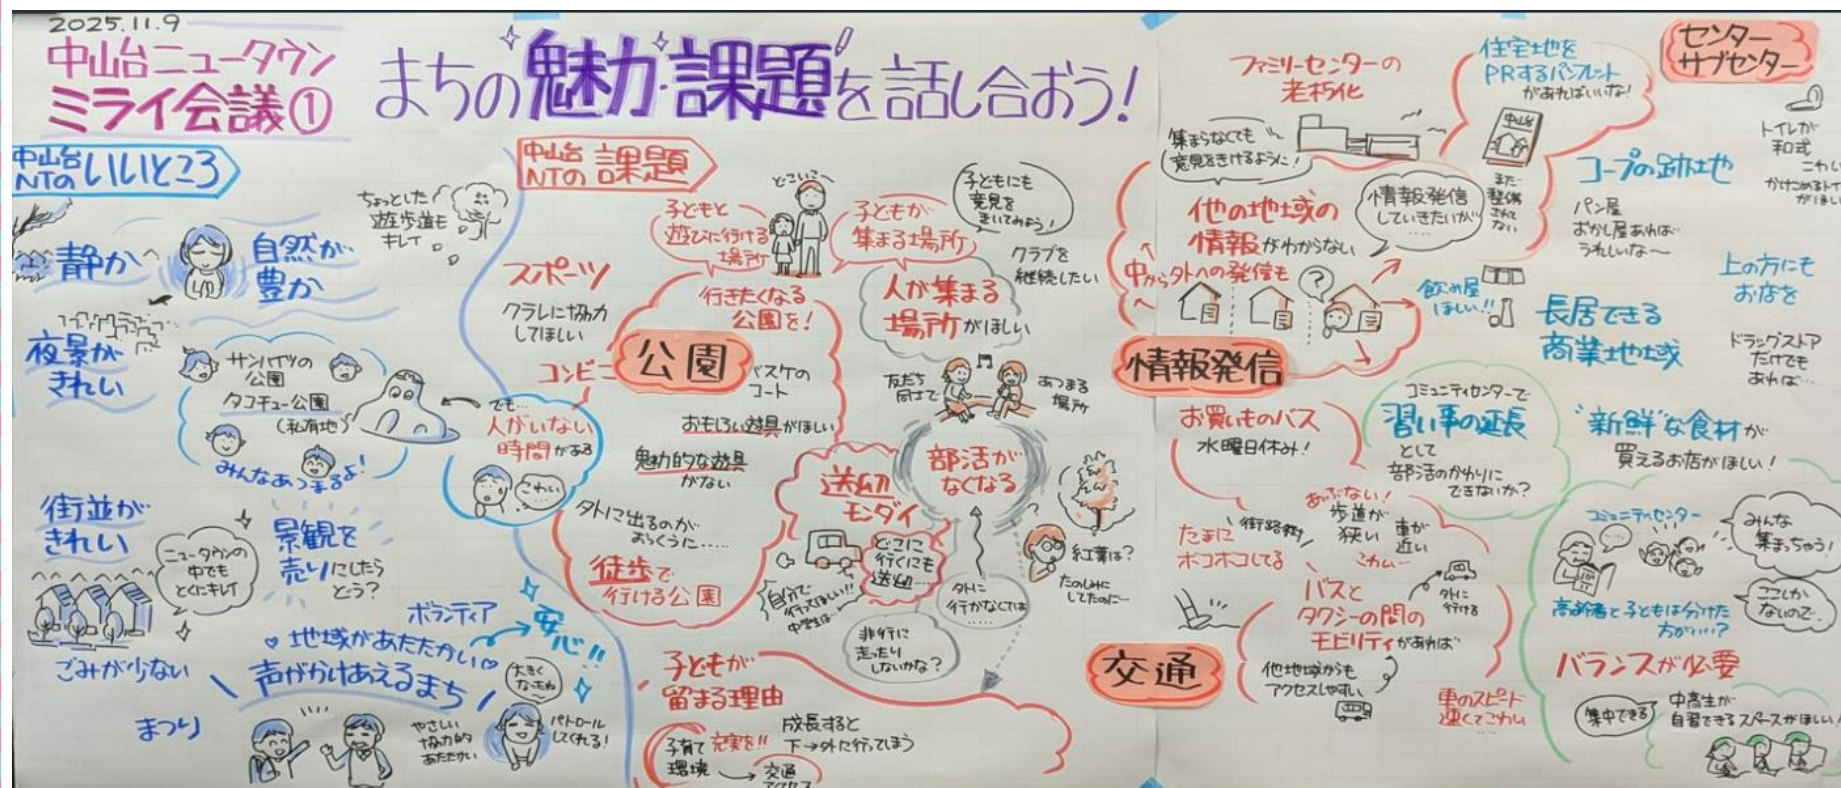 2025.11.9
中山台ニュータウン
ミライ会議①
まちの魅力・課題を話し合おう!
中山台
NTのいいところ
静か
自然が
豊か
ちょっとした
遊歩道も
キレイ
夜景が
きれい
サンハイツの
公園
タコチュー公園
(私有地)
みんなあつまるよ!
でも…
人がいない
時間がある
こわい
……
街並が
きれい
ニュータウンの
中でも
とくにキレイ
景観を
売りにしたら
どう?
ごみが少ない
まつり
ボランティア
地域があたたかい
安心!!
声がかけあえるまち
大きく
なったね
〜
やさしい
協力的
あたたかい
パトロール
してくれる!
中山台
NTの 課題
スポーツ
クラレに協力
してほしい
コンビニ
公園
子どもと
遊びに行ける
場所
どこいこ〜
子どもが
集まる場所
子どもにも
意見を
きいてみよう!
クラブを
継続したい
行きたくなる
公園を!
人が集まる
場所がほしい
バスケの
コート
おもしろい遊具がほしい
魅力的な遊具
がない
友だち
同士で
あつまる
場所
部活が
なくなる
送迎
モンダイ
どこに
行くにも
送迎…
自分で
行ってほしい!!
中学生は…
外に出るのが
おっくうに……
徒歩で
行ける公園
外に
行かなくては
……
非行に
走ったり
しないかな?
紅葉は?
たのしみに
してたのに…
子どもが
留まる理由
子育て
環境
充実を!!
交通
アクセス
成長すると
下→外に行ってしまう
ファミリーセンターの
老朽化
集まらなくても
意見をきけるように!
他の地域の
情報がわからない
中から外への発信も
情報発信
していきたいが…
……
情報発信
住宅地を
PRするパンフレット
があればいいな!
中山台
まだ
整備
されて
ない
センター
サブセンター
トイレが
和式
こわい
コープの跡地
パン屋
おかし屋あれば…
うれしいな〜
上の方にも
お店を
飲み屋
ほしい!!
長居できる
商業地域
ドラッグストア
だけでも
あれば…
お買いものバス
水曜日休み!
コミュニティセンターで
習い事の延長
として
部活のかわりに
できないか?
"新鮮"な食材が
買えるお店がほしい!
たまに
ボコボコしてる
街路樹
あぶない!
歩道が
狭い
車が
近い
こわい…
バスと
タクシーの間の
モビリティがあれば
外に
行ける
他地域からも
アクセスしやすい
交通
車のスピード
速くてこわい
コミュニティセンター
みんな
集まっちゃう!
ここしか
ないので…
高齢者と子どもは分けた
方がいい?
バランスが必要
集中できる
中高生が
自習できるスペースがほしい!